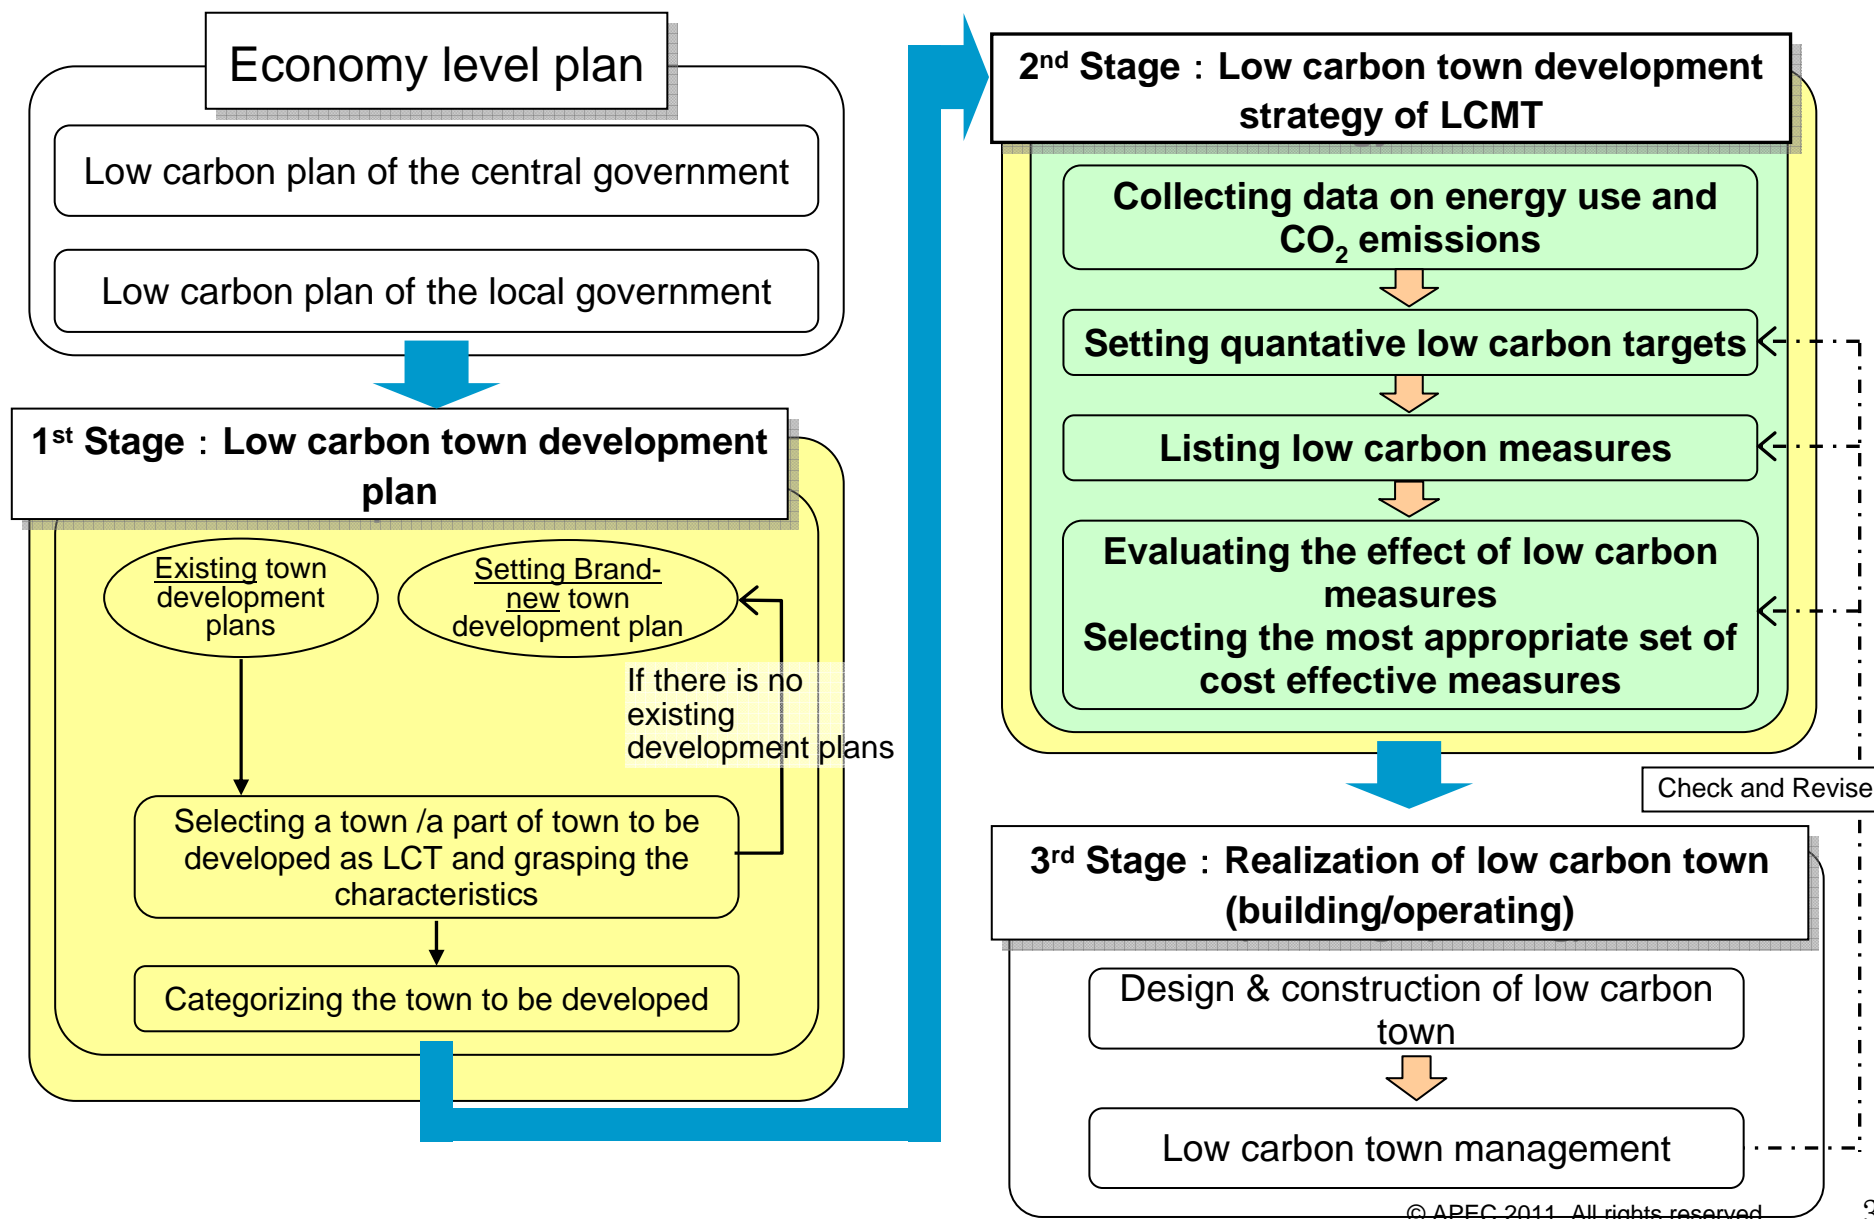 Economy level plan
Low carbon plan of the central government
Low carbon plan of the local government
1st Stage：Low carbon town development
plan
Existing town
development
plans
Setting Brand-
new town
development plan
If there is no
existing
development plans
Selecting a town /a part of town to be
developed as LCT and grasping the
characteristics
Categorizing the town to be developed
2nd Stage：Low carbon town development
strategy of LCMT
Collecting data on energy use and
CO2 emissions
Setting quantative low carbon targets
Listing low carbon measures
Evaluating the effect of low carbon
measures
Selecting the most appropriate set of
cost effective measures
Check and Revise
3rd Stage：Realization of low carbon town
(building/operating)
Design & construction of low carbon
town
Low carbon town management
© APEC 2011 All rights reserved